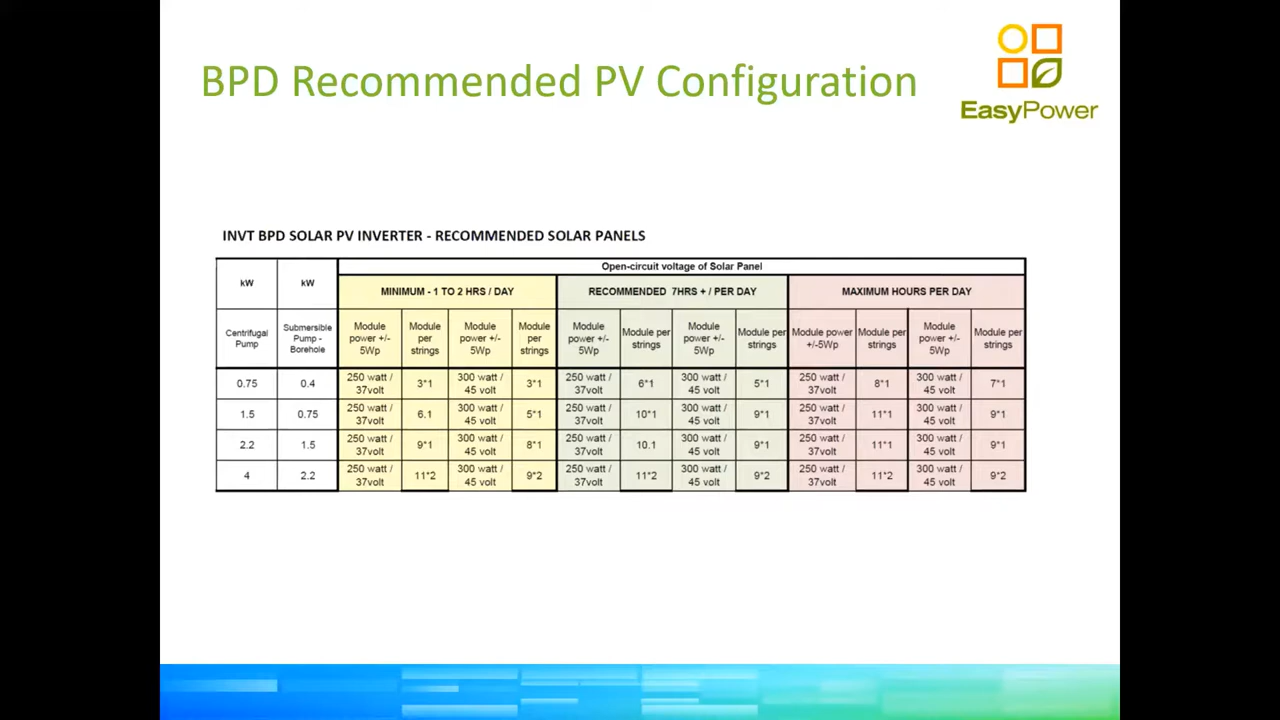 BPD Recommended PV Configuration
EasyPower
INVT BPD SOLAR PV INVERTER - RECOMMENDED SOLAR PANELS
kW kW Open-circuit voltage of Solar Panel
MINIMUM - 1 TO 2 HRS / DAY RECOMMENDED 7HRS + / PER DAY MAXIMUM HOURS PER DAY
Centrifugal Pump Submersible Pump - Borehole Module power +/- 5Wp Module per strings Module power +/- 5Wp Module per strings Module power +/- 5Wp Module per strings Module power +/- 5Wp Module per strings Module power +/-5Wp Module per strings Module power +/- 5Wp Module per strings
0.75 0.4 250 watt / 37volt 3*1 300 watt / 45 volt 3*1 250 watt / 37volt 6*1 300 watt / 45 volt 5*1 250 watt / 37volt 8*1 300 watt / 45 volt 7*1
1.5 0.75 250 watt / 37volt 6.1 300 watt / 45 volt 5*1 250 watt / 37volt 10*1 300 watt / 45 volt 9*1 250 watt / 37volt 11*1 300 watt / 45 volt 9*1
2.2 1.5 250 watt / 37volt 9*1 300 watt / 45 volt 8*1 250 watt / 37volt 10.1 300 watt / 45 volt 9*1 250 watt / 37volt 11*1 300 watt / 45 volt 9*1
4 2.2 250 watt / 37volt 11*2 300 watt / 45 volt 9*2 250 watt / 37volt 11*2 300 watt / 45 volt 9*2 250 watt / 37volt 11*2 300 watt / 45 volt 9*2